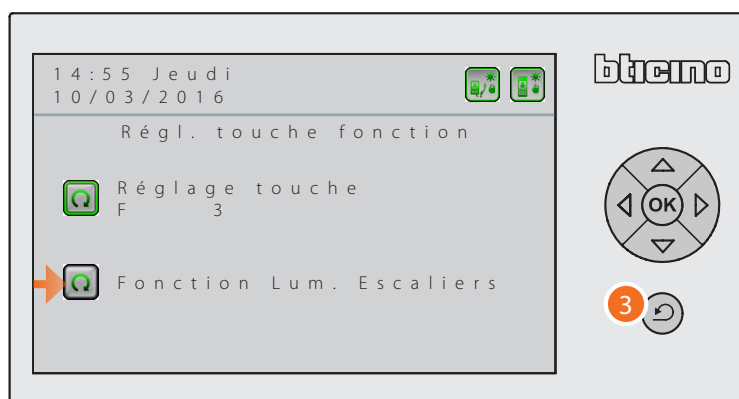 14:55 Jeudi
10/03/2016
bticino
Régl. touche fonction
Réglage touche
F 3
OK
Fonction Lum. Escaliers
3